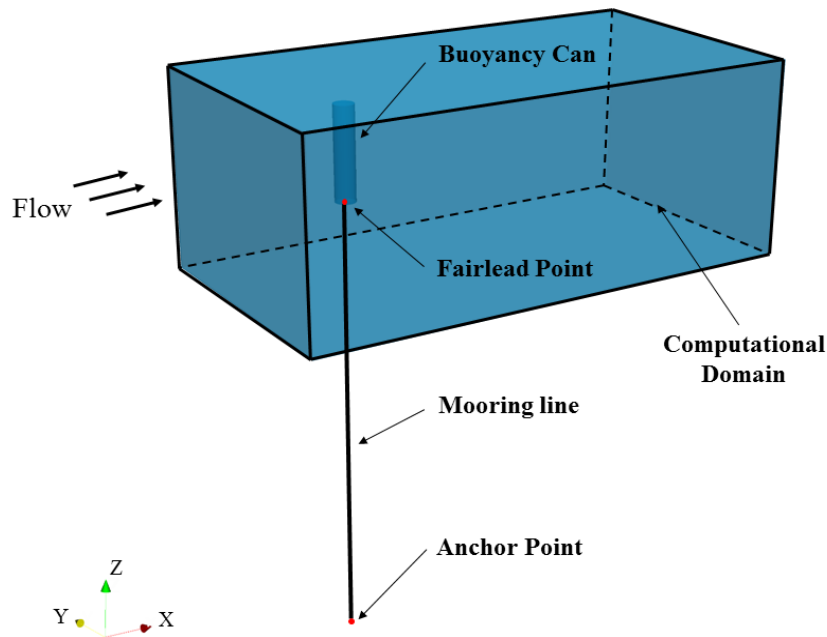 Buoyancy Can
Flow
Fairlead Point
Computational
Domain
Mooring line
Anchor Point
Z
Y
X